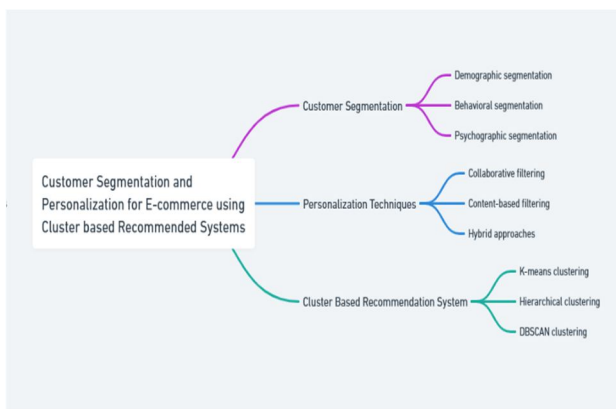 Customer Segmentation and
Personalization for E-commerce using
Cluster based Recommended Systems
Customer Segmentation
Demographic segmentation
Behavioral segmentation
Psychographic segmentation
Personalization Techniques
Collaborative filtering
Content-based filtering
Hybrid approaches
Cluster Based Recommendation System
K-means clustering
Hierarchical clustering
DBSCAN clustering